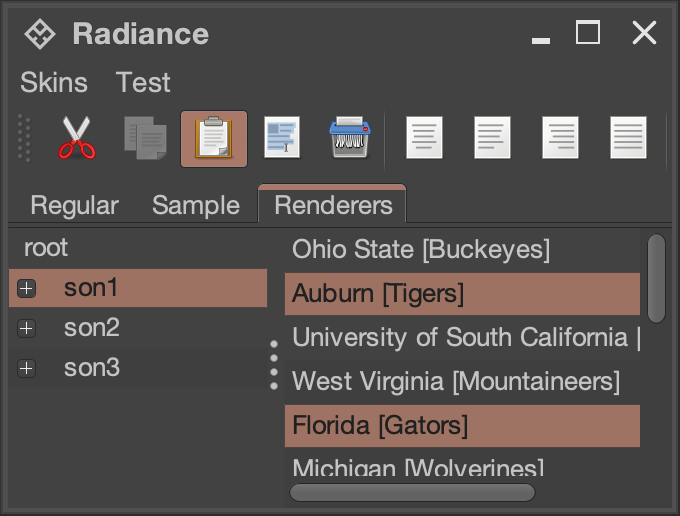 Radiance
Skins Test
Regular Sample Renderers
root
son1
son2
son3
Ohio State [Buckeyes]
Auburn [Tigers]
University of South California [
West Virginia [Mountaineers]
Florida [Gators]
Michigan [Wolverines]